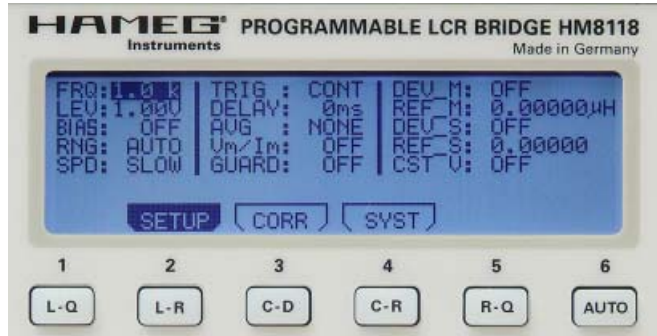 HAMEG®
Instruments
PROGRAMMABLE LCR BRIDGE HM8118
Made in Germany
FRQ:1.0 k TRIG : CONT DEV_M: OFF
LEV:1.00V DELAY: 0ms REF_M: 0.00000µH
BIAS: OFF AVG : NONE DEV_S: OFF
RNG: AUTO Vm/Im: OFF REF_S: 0.00000
SPD: SLOW GUARD: OFF CST V: OFF
SETUP CORR SYST
1 2 3 4 5 6
L-Q L-R C-D C-R R-Q AUTO